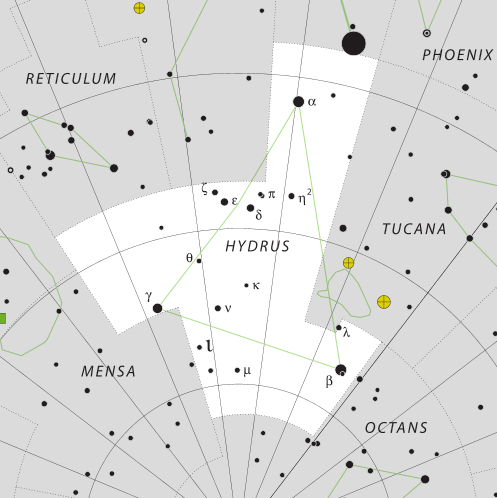 PHOENIX
RETICULUM
α
ζ
ε
π
δ
η²
TUCANA
HYDRUS
θ
κ
γ
ν
λ
ι
MENSA
μ
β
OCTANS